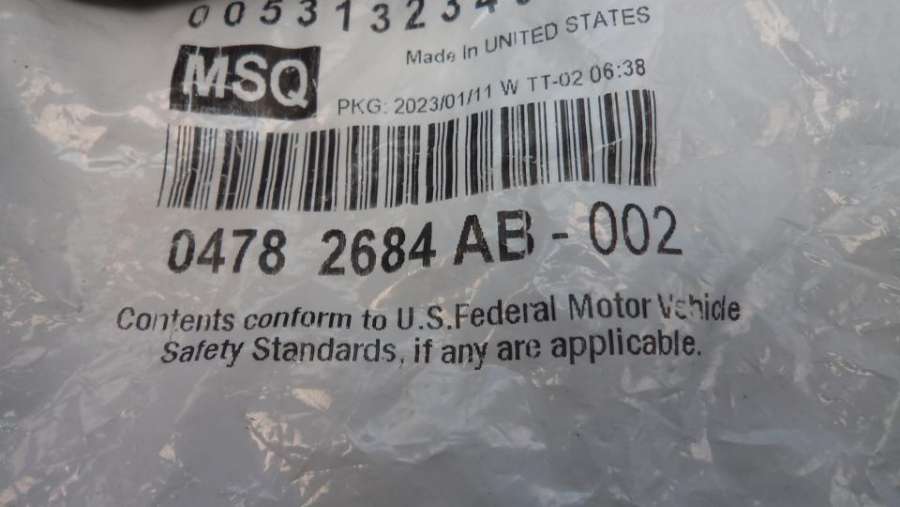 00531323
Made in UNITED STATES
MSQ
PKG: 2023/01/11 W TT-02 06:38
0478 2684 AB - 002
Contents conform to U.S.Federal Motor Vehicle
Safety Standards, if any are applicable.